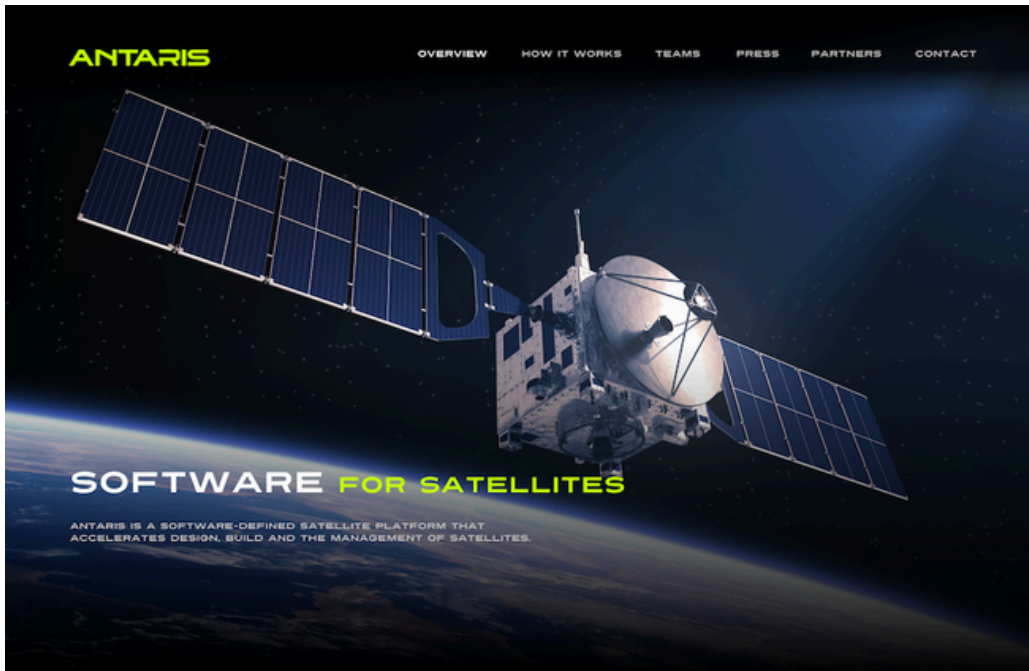 ANTARIS
OVERVIEW HOW IT WORKS TEAMS PRESS PARTNERS CONTACT
SOFTWARE FOR SATELLITES
ANTARIS IS A SOFTWARE-DEFINED SATELLITE PLATFORM THAT
ACCELERATES DESIGN, BUILD AND THE MANAGEMENT OF SATELLITES.